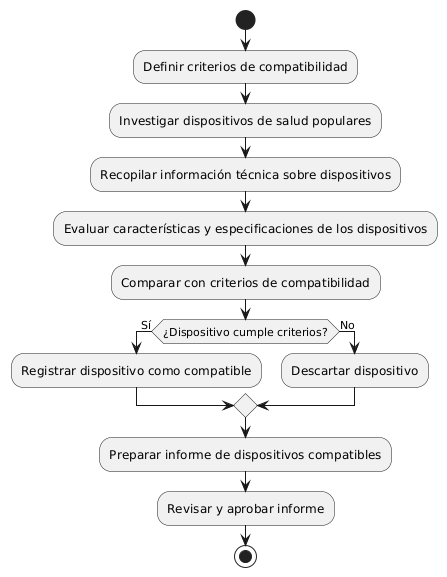 Definir criterios de compatibilidad
Investigar dispositivos de salud populares
Recopilar información técnica sobre dispositivos
Evaluar características y especificaciones de los dispositivos
Comparar con criterios de compatibilidad
¿Dispositivo cumple criterios?
Sí
No
Registrar dispositivo como compatible
Descartar dispositivo
Preparar informe de dispositivos compatibles
Revisar y aprobar informe